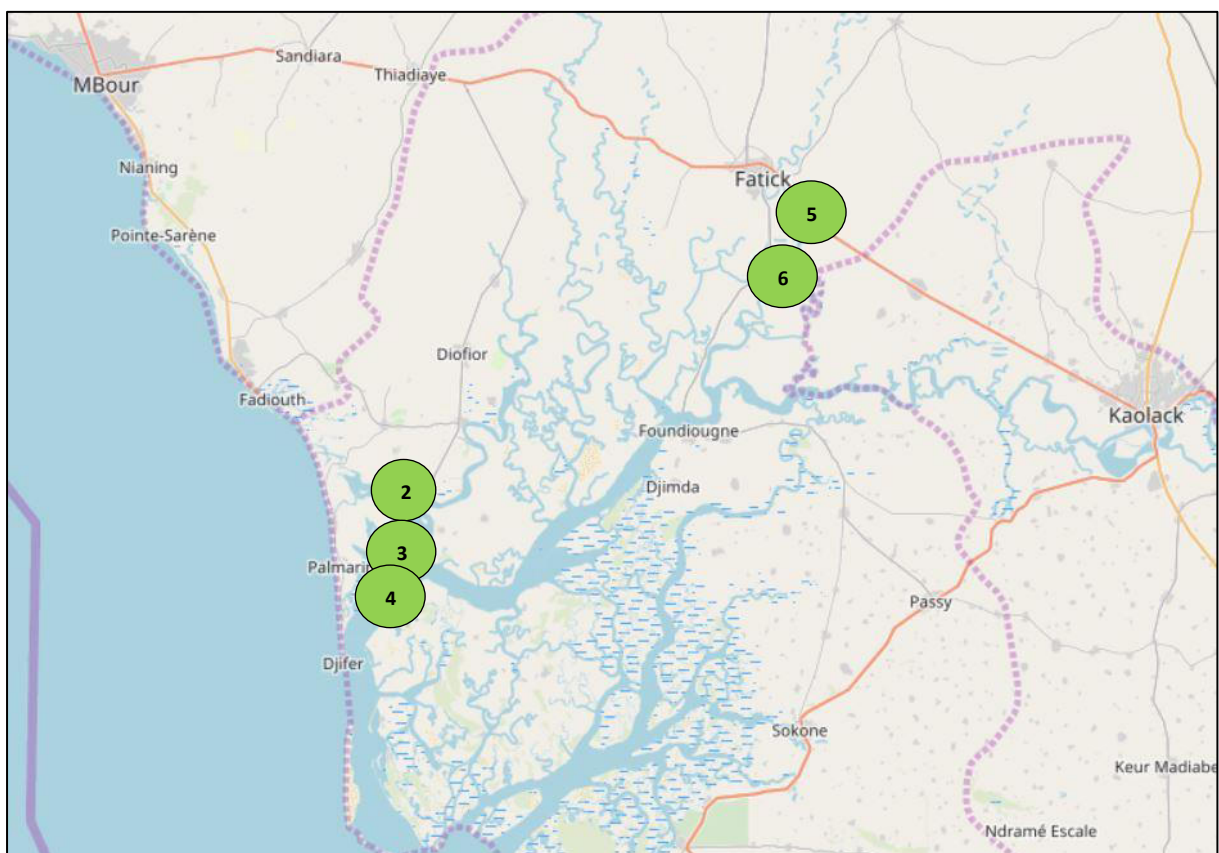 Sandiara
Thiadiaye
MBour
Nianing
Fatick
5
Pointe-Sarène
6
Diofior
Fadiouth
Kaolack
Foundiougne
2
Djimda
3
Palmarin
4
Passy
Djifer
Sokone
Keur Madiabe
Ndramé Escale